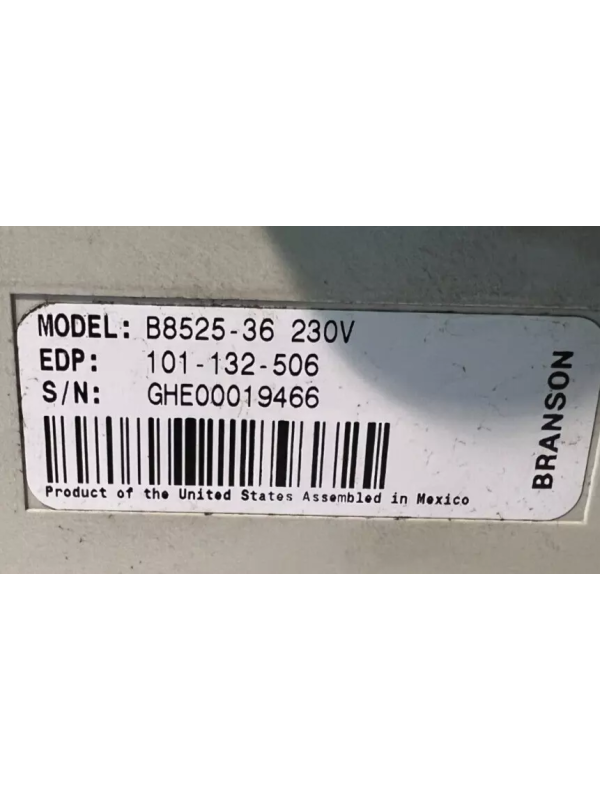 MODEL: B8525-36 230V
EDP: 101-132-506
S/N: GHE00019466
Product of the United States Assembled in Mexico
BRANSON